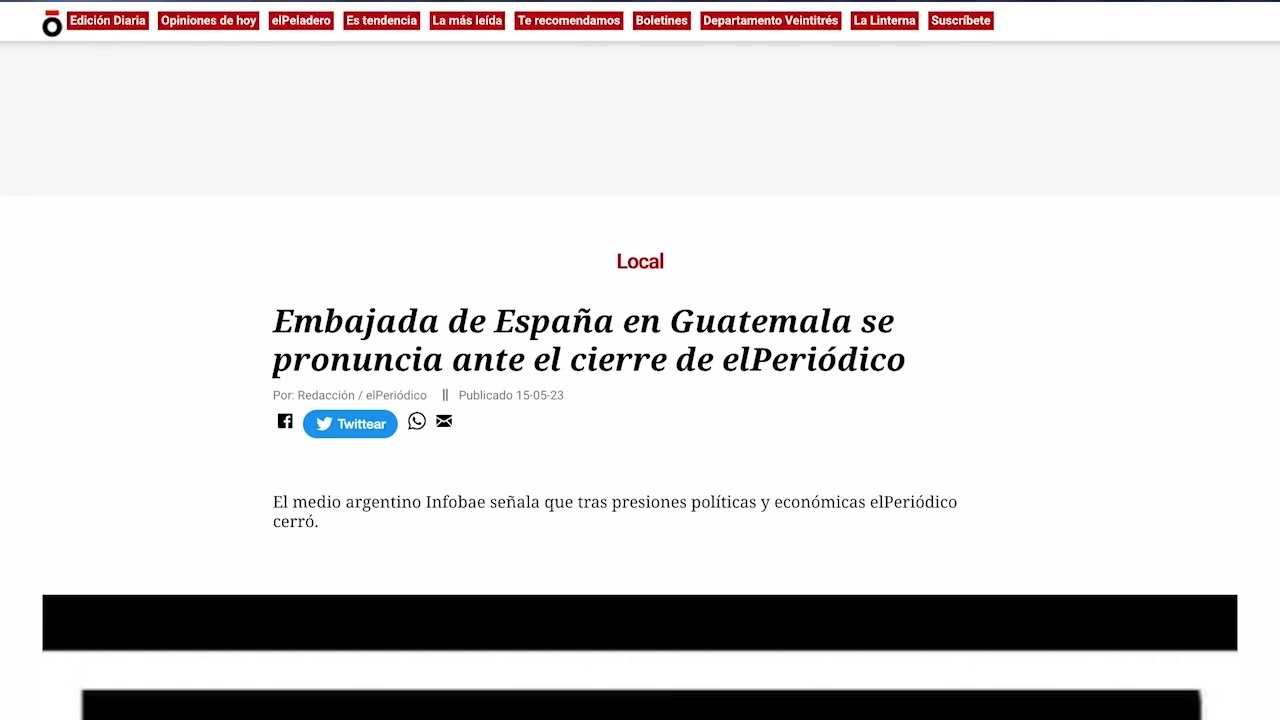 Edición Diaria Opiniones de hoy elPeladero Es tendencia La más leída Te recomendamos Boletines Departamento Veintitrés La Linterna Suscríbete
Local
Embajada de España en Guatemala se
pronuncia ante el cierre de elPeriódico
Por: Redacción / elPeriódico || Publicado 15-05-23
Twittear
El medio argentino Infobae señala que tras presiones políticas y económicas elPeriódico
cerró.